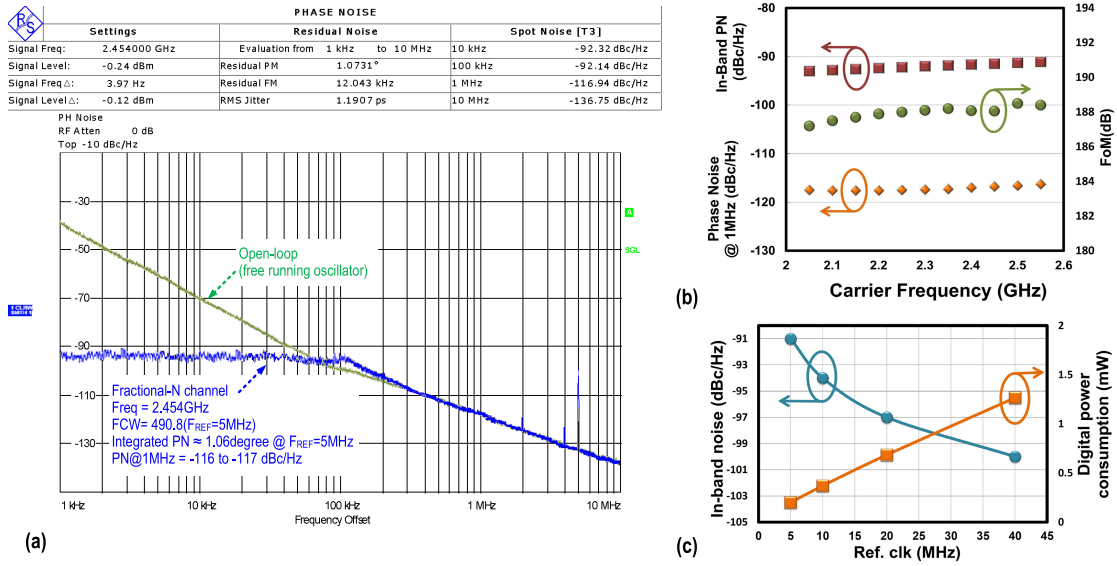 R S
PHASE NOISE
Settings Residual Noise Spot Noise [T3]
Signal Freq: 2.454000 GHz Evaluation from 1 kHz to 10 MHz 10 kHz -92.32 dBc/Hz
Signal Level: -0.24 dBm Residual PM 1.0731° 100 kHz -92.14 dBc/Hz
Signal Freq Δ: 3.97 Hz Residual FM 12.043 kHz 1 MHz -116.94 dBc/Hz
Signal Level Δ: -0.12 dBm RMS Jitter 1.1907 ps 10 MHz -136.75 dBc/Hz
PH Noise
RF Atten 0 dB
Top -10 dBc/Hz
-30
-50
-70
-90
-110
-130
A
SGL
Open-loop
(free running oscillator)
Fractional-N channel
Freq = 2.454GHz
FCW= 490.8(FREF=5MHz)
Integrated PN ≈ 1.06degree @ FREF=5MHz
PN@1MHz = -116 to -117 dBc/Hz
1 kHz 10 kHz 100 kHz 1 MHz 10 MHz
Frequency Offset
(a)
In-Band PN
(dBc/Hz)
Phase Noise
@ 1MHz (dBc/Hz)
-80
-90
-100
-110
-120
-130
194
192
190
188
186
184
182
180
FoM(dB)
2 2.1 2.2 2.3 2.4 2.5 2.6
Carrier Frequency (GHz)
(b)
In-band noise (dBc/Hz)
-91
-93
-95
-97
-99
-101
-103
-105
2
1.5
1
0.5
0
Digital power
consumption (mW)
0 5 10 15 20 25 30 35 40 45
Ref. clk (MHz)
(c)